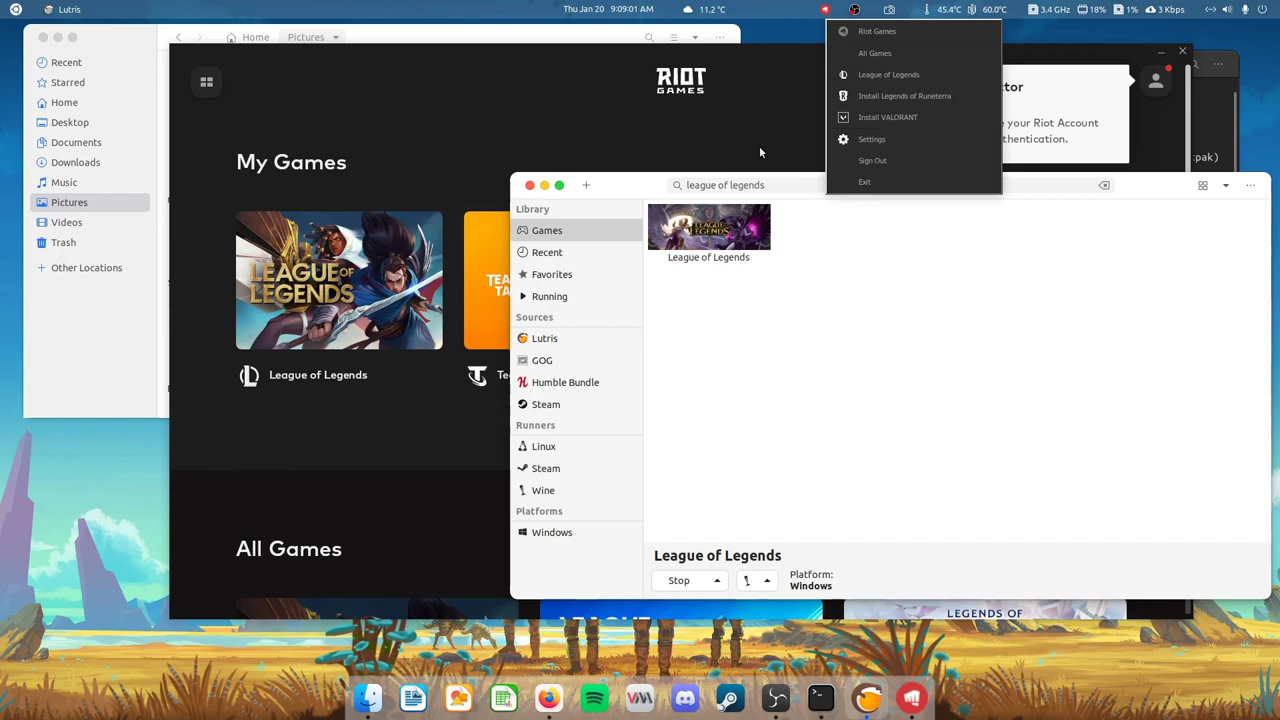 Lutris
Thu Jan 20 9:09:01 AM
11.2 °C
45.4°C
60.0°C
3.4 GHz
18%
1%
3 Kbps
Home
Pictures
Recent
Starred
Home
Desktop
Documents
Downloads
Music
Pictures
Videos
Trash
Other Locations
RIOT
GAMES
My Games
LEAGUE OF
LEGENDS
League of Legends
All Games
Riot Games
All Games
League of Legends
Install Legends of Runeterra
Install VALORANT
Settings
Sign Out
Exit
ctor
e your Riot Account
thentication.
tpak)
league of legends
Library
Games
Recent
Favorites
Running
Sources
Lutris
GOG
Humble Bundle
Steam
Runners
Linux
Steam
Wine
Platforms
Windows
LEAGUE
LEGENDS
League of Legends
League of Legends
Stop
Platform:
Windows
LEGENDS OF